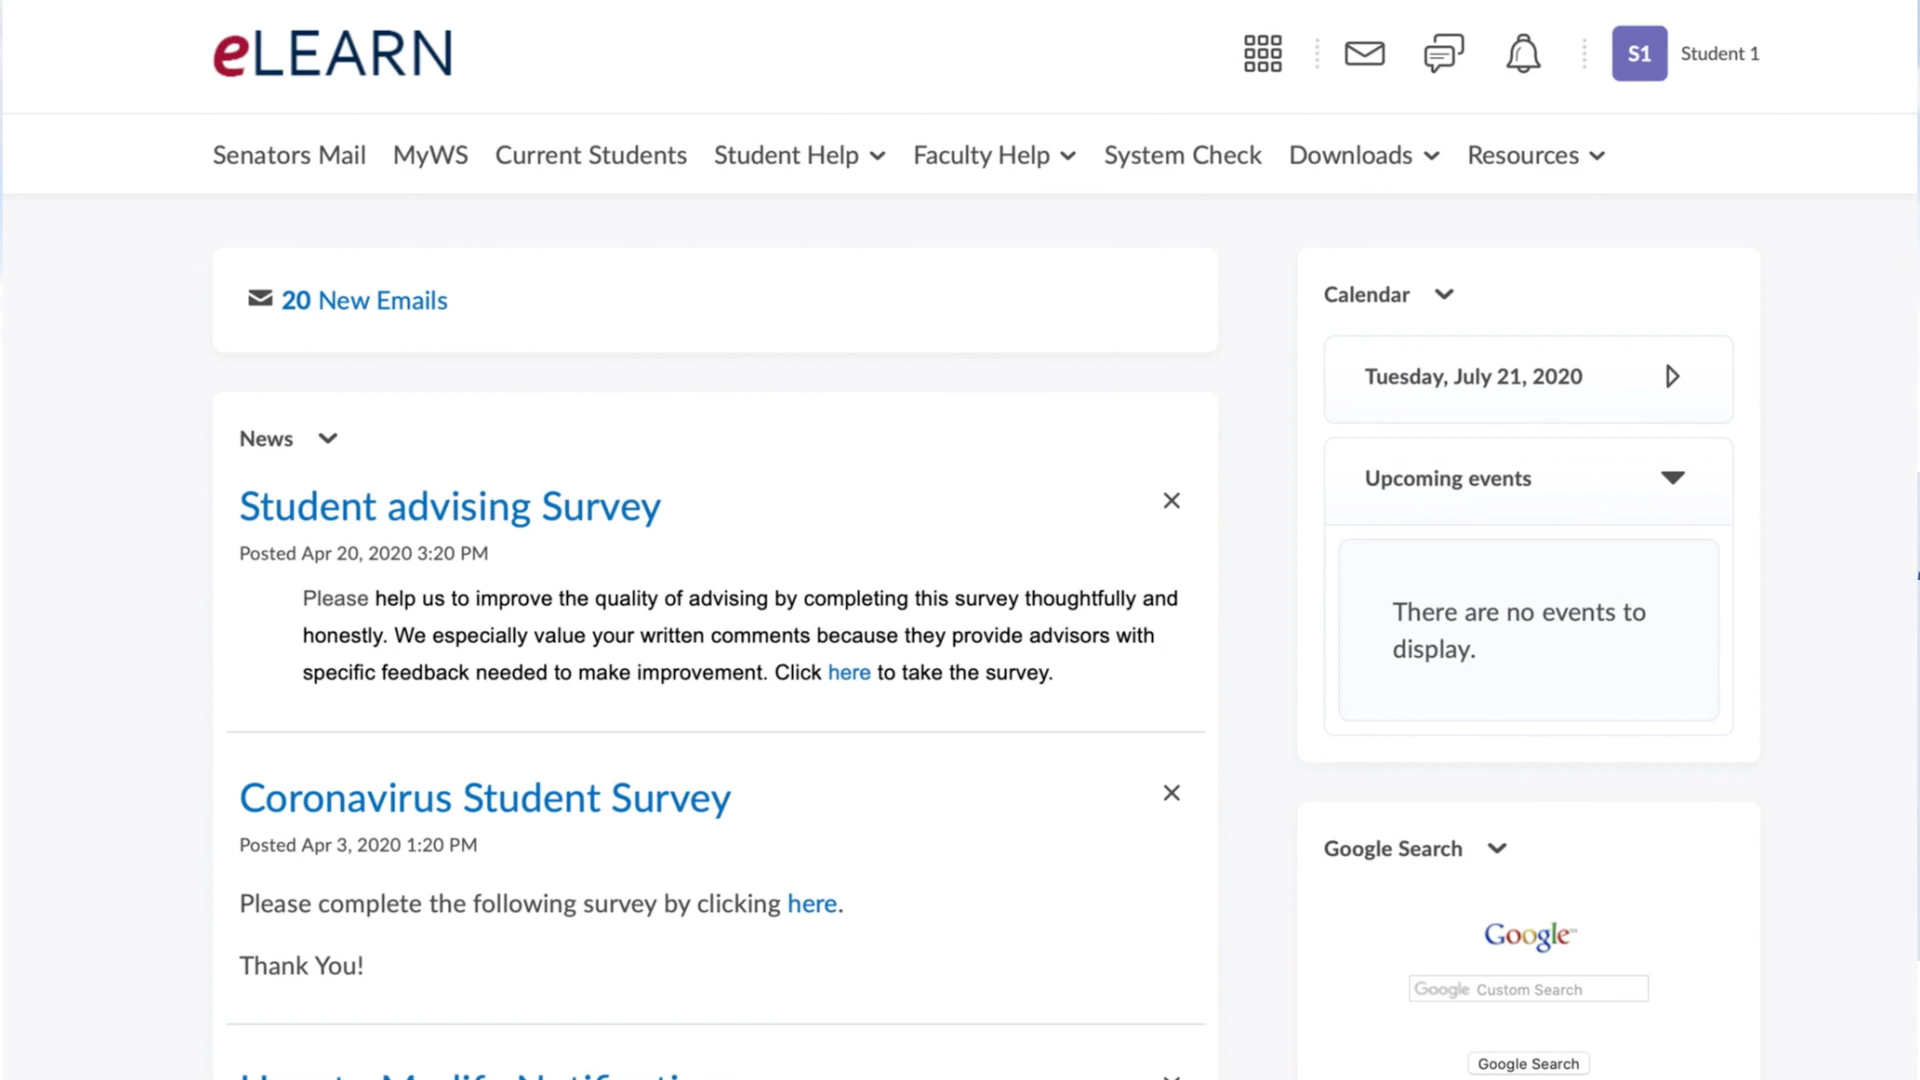 eLEARN
S1 Student 1
Senators Mail MyWS Current Students Student Help Faculty Help System Check Downloads Resources
20 New Emails
News
Student advising Survey
Posted Apr 20, 2020 3:20 PM
Please help us to improve the quality of advising by completing this survey thoughtfully and
honestly. We especially value your written comments because they provide advisors with
specific feedback needed to make improvement. Click here to take the survey.
Coronavirus Student Survey
Posted Apr 3, 2020 1:20 PM
Please complete the following survey by clicking here.
Thank You!
Calendar
Tuesday, July 21, 2020
Upcoming events
There are no events to
display.
Google Search
Google™
Google Custom Search
Google Search